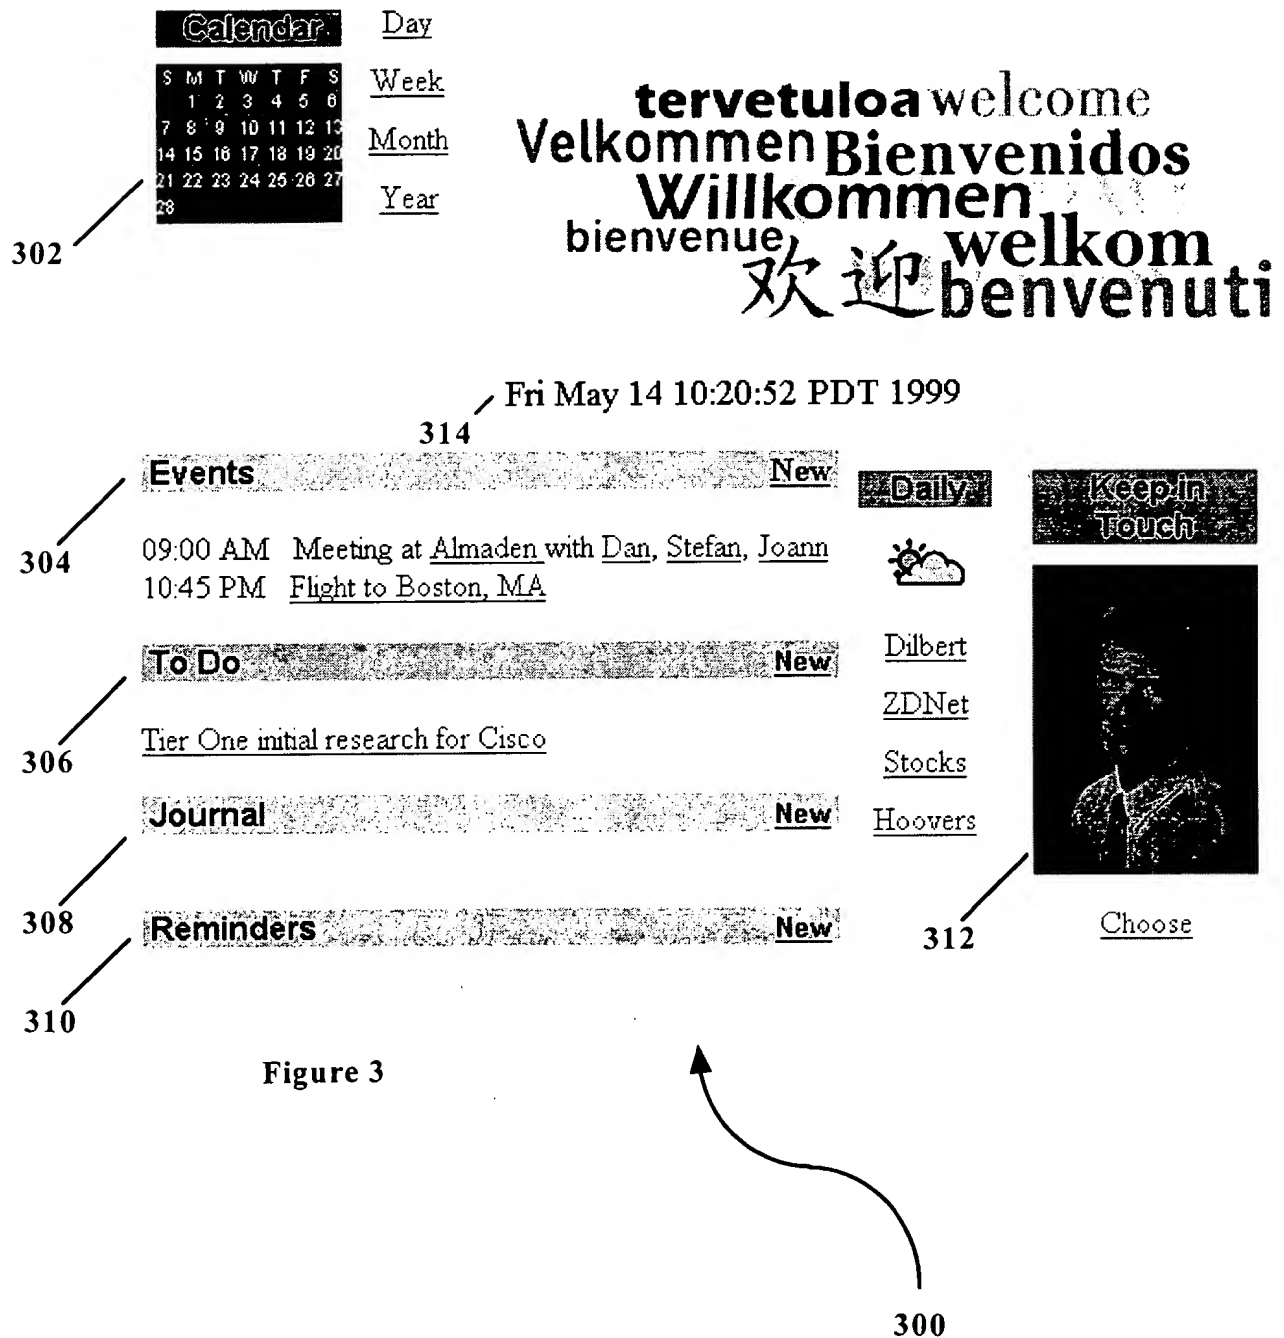 Calendar
Day
S M T W T F S
1 2 3 4 5 6
7 8 9 10 11 12 13
14 15 16 17 18 19 20
21 22 23 24 25 26 27
28
Week
Month
Year
302
tervetuloa welcome
Velkommen Bienvenidos
Willkommen
bienvenue welkom
欢迎 benvenuti
Fri May 14 10:20:52 PDT 1999
314
Events New
304
09:00 AM Meeting at Almaden with Dan, Stefan, Joann
10:45 PM Flight to Boston, MA
To Do New
306
Tier One initial research for Cisco
Journal New
308
Reminders New
310
Daily
Dilbert
ZDNet
Stocks
Hoovers
Keep in
Touch
312
Choose
Figure 3
300